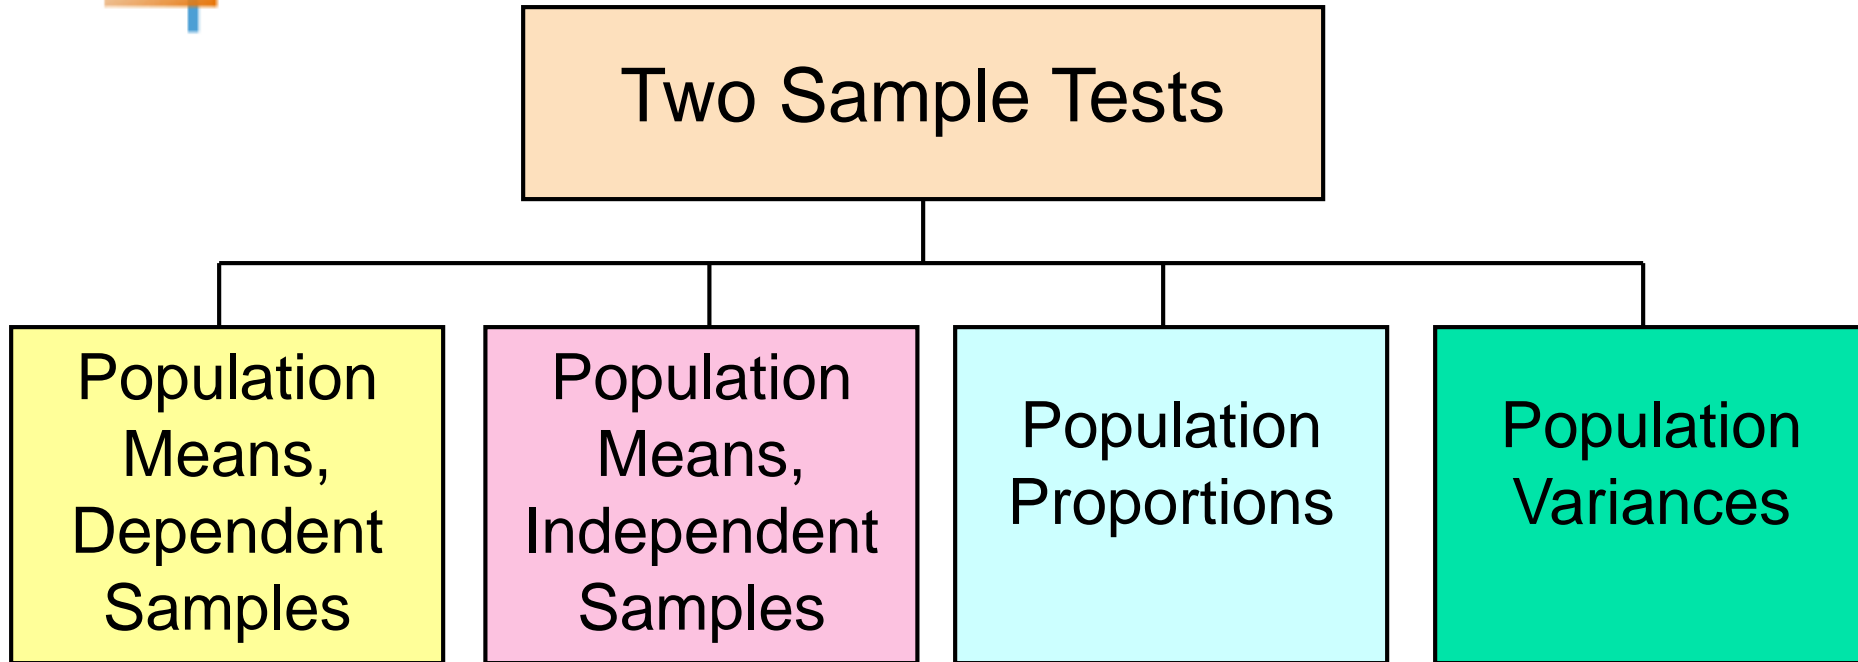 Two Sample Tests
Population
Means,
Dependent
Samples
Population
Means,
Independent
Samples
Population
Proportions
Population
Variances